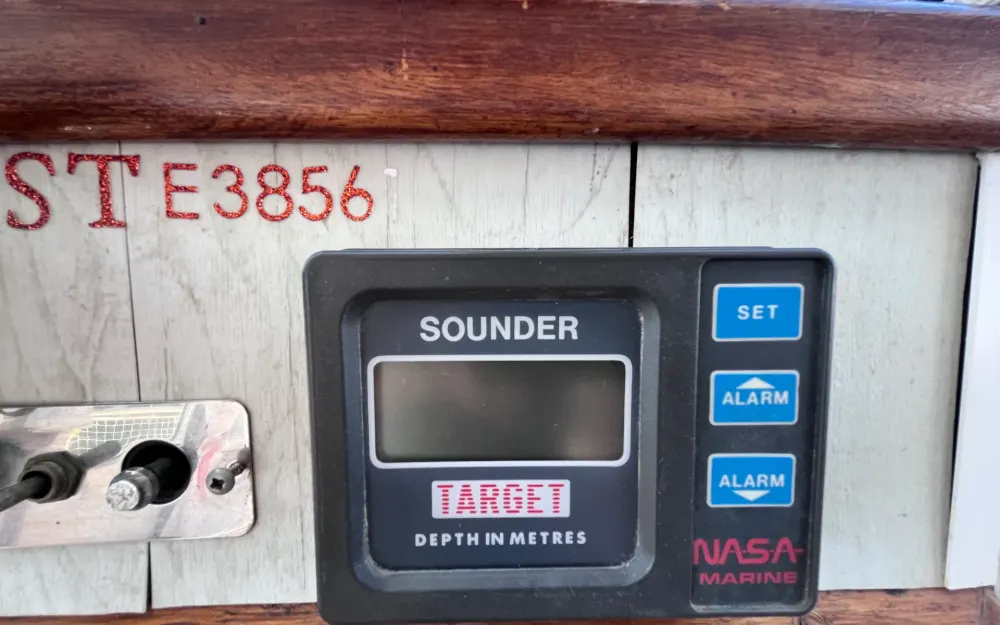 STE3856
SOUNDER
TARGET
DEPTH IN METRES
SET
ALARM
ALARM
NASA
MARINE